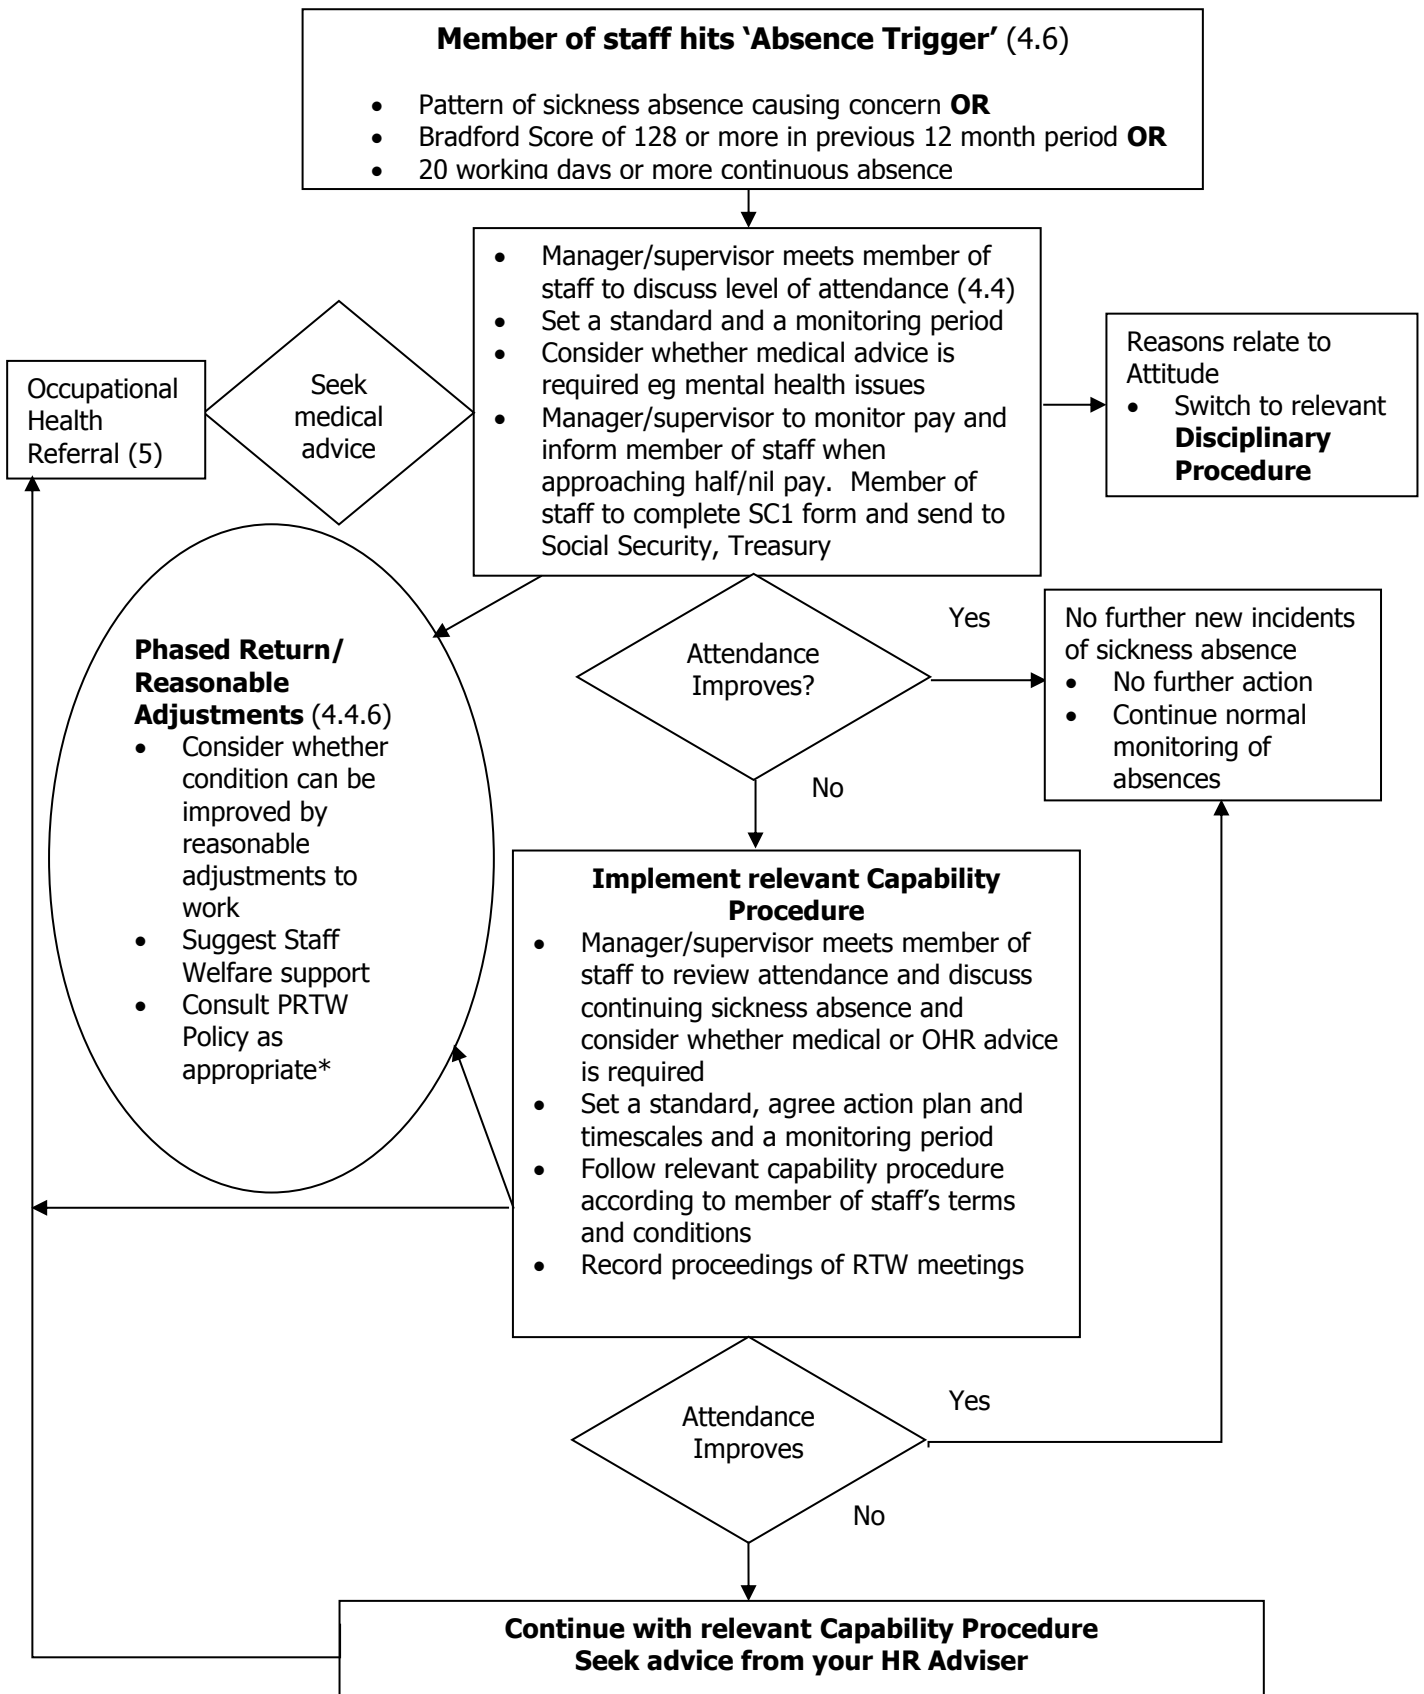 Member of staff hits ‘Absence Trigger’ (4.6)
• Pattern of sickness absence causing concern OR
• Bradford Score of 128 or more in previous 12 month period OR
• 20 working days or more continuous absence
• Manager/supervisor meets member of
staff to discuss level of attendance (4.4)
• Set a standard and a monitoring period
• Consider whether medical advice is
required eg mental health issues
• Manager/supervisor to monitor pay and
inform member of staff when
approaching half/nil pay. Member of
staff to complete SC1 form and send to
Social Security, Treasury
Reasons relate to
Attitude
• Switch to relevant
Disciplinary
Procedure
Seek
medical
advice
Occupational
Health
Referral (5)
Phased Return/
Reasonable
Adjustments (4.4.6)
• Consider whether
condition can be
improved by
reasonable
adjustments to
work
• Suggest Staff
Welfare support
• Consult PRTW
Policy as
appropriate*
Attendance
Improves?
Yes
No further new incidents
of sickness absence
• No further action
• Continue normal
monitoring of
absences
No
Implement relevant Capability
Procedure
• Manager/supervisor meets member of
staff to review attendance and discuss
continuing sickness absence and
consider whether medical or OHR advice
is required
• Set a standard, agree action plan and
timescales and a monitoring period
• Follow relevant capability procedure
according to member of staff’s terms
and conditions
• Record proceedings of RTW meetings
Attendance
Improves
Yes
No
Continue with relevant Capability Procedure
Seek advice from your HR Adviser